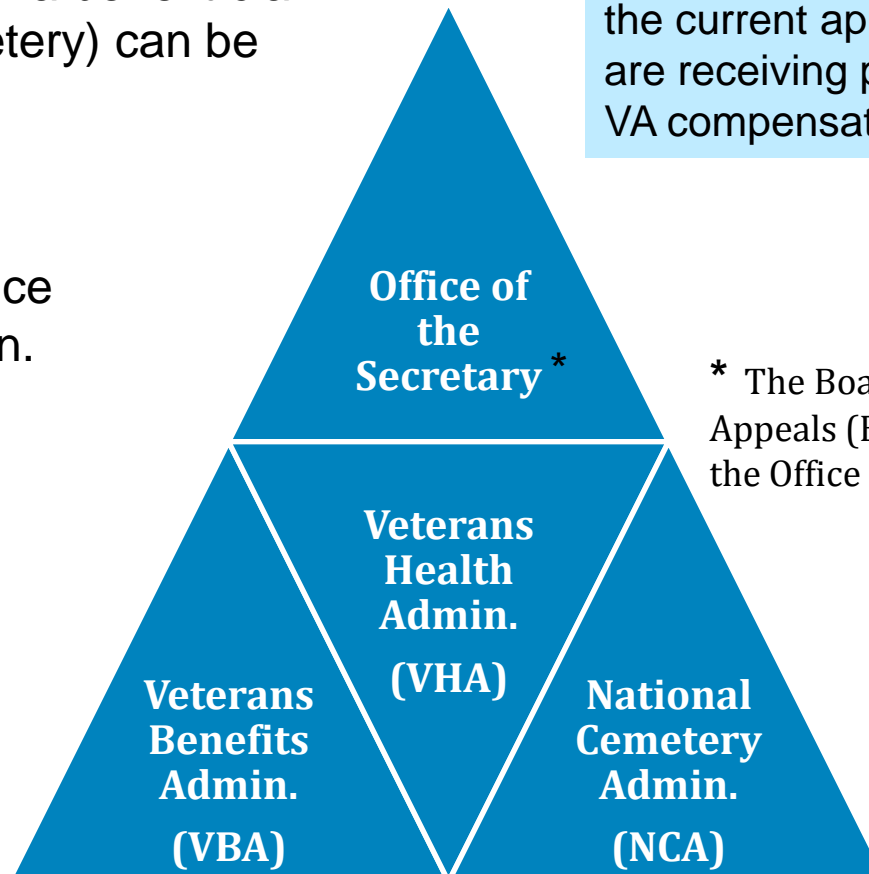 etery) can be
the current ap
are receiving p
VA compensat
ice
n.
Office of
the
Secretary *
* The Boa
Appeals (
the Office
Veterans
Health
Admin.
(VHA)
Veterans
Benefits
Admin.
(VBA)
National
Cemetery
Admin.
(NCA)